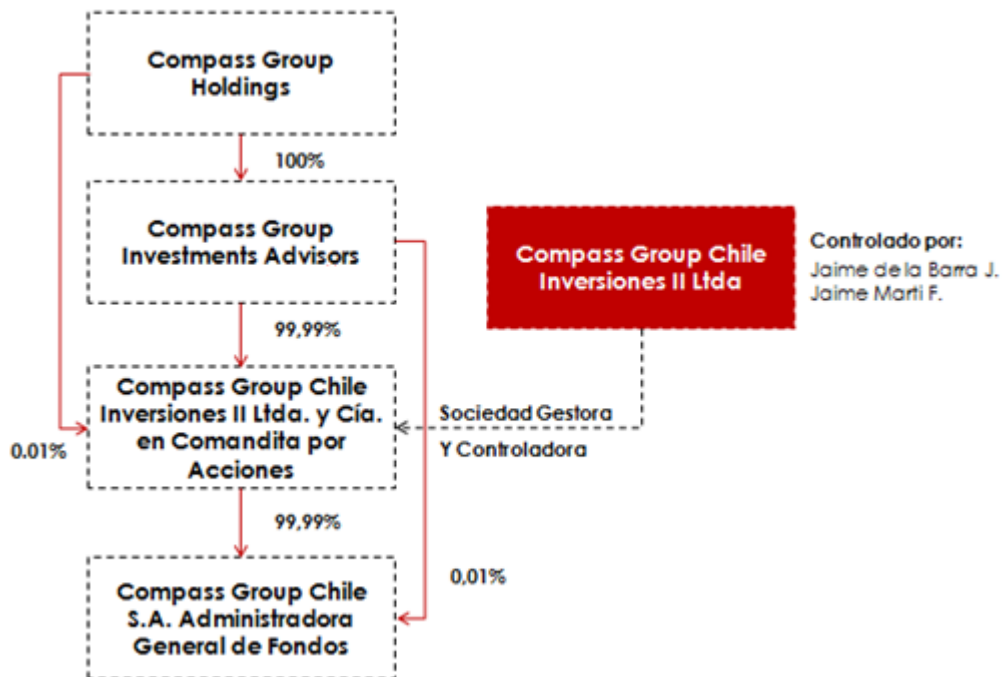 Compass Group
Holdings
100%
Compass Group
Investments Advisors
Compass Group Chile
Inversiones II Ltda
Controlado por:
Jaime de la Barra J.
Jaime Marti F.
99,99%
Compass Group Chile
Inversiones II Ltda. y Cía.
en Comandita por
Acciones
Sociedad Gestora
Y Controladora
0.01%
99,99%
Compass Group Chile
S.A. Administradora
General de Fondos
0,01%